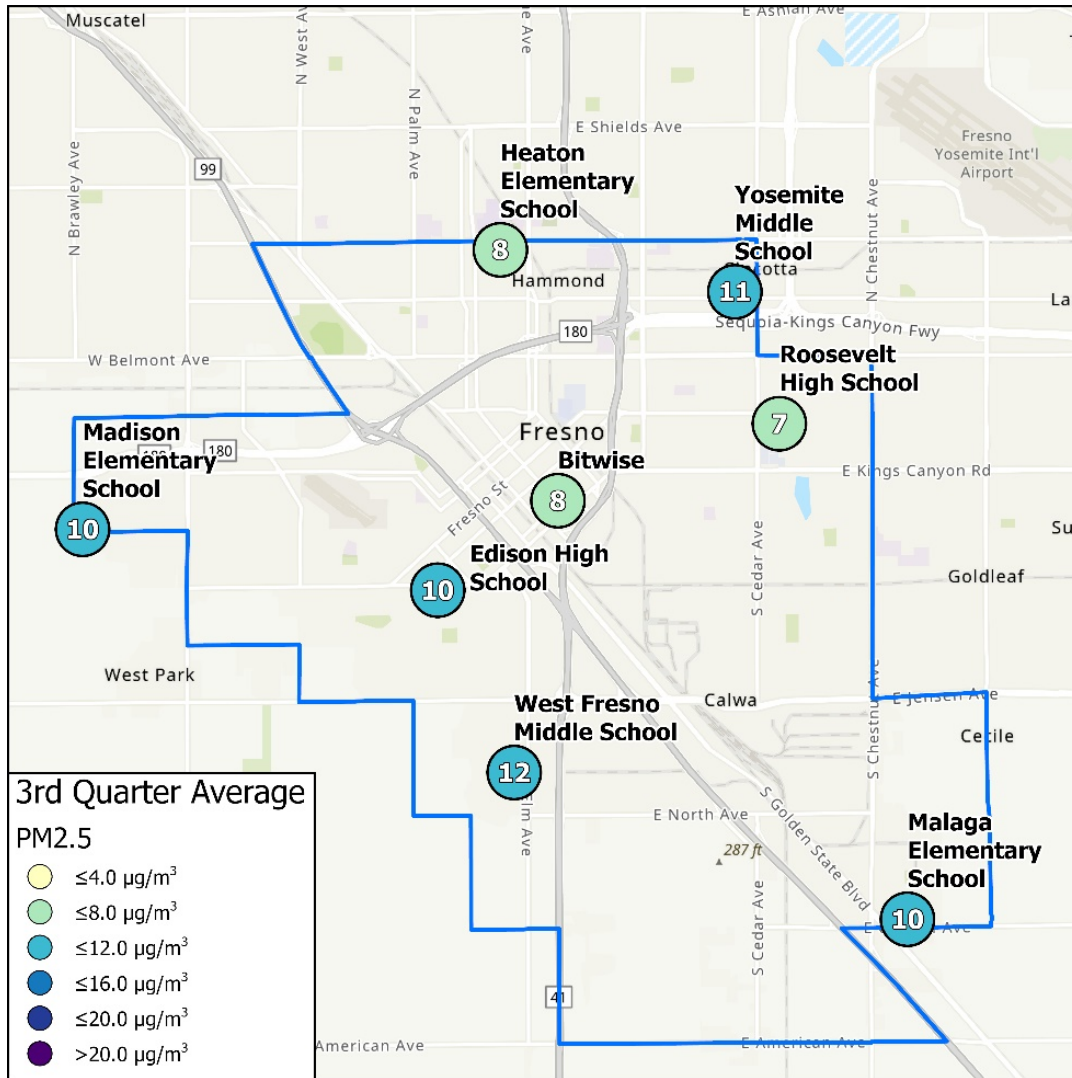 Muscatel
N West Ave
E Ashlan Ave
N Palm Ave
E Shields Ave
Fresno
Yosemite Int'l
Airport
N Brawley Ave
99
Heaton
Elementary
School
8
Hammond
Yosemite
Middle
School
11
N Chestnut Ave
180
Sequoia-Kings Canyon Fwy
W Belmont Ave
Roosevelt
High School
7
Madison
Elementary
School
10
180
Fresno
Bitwise
8
Fresno St
E Kings Canyon Rd
Edison High
School
10
S Cedar Ave
Goldleaf
West Park
West Fresno
Middle School
12
Calwa
E Jensen Ave
S Chestnut Ave
Cecile
Elm Ave
E North Ave
S Golden State Blvd
287 ft
Malaga
Elementary
School
10
S Cedar Ave
41
American Ave
E American Ave
3rd Quarter Average
PM2.5
≤4.0 µg/m³
≤8.0 µg/m³
≤12.0 µg/m³
≤16.0 µg/m³
≤20.0 µg/m³
>20.0 µg/m³